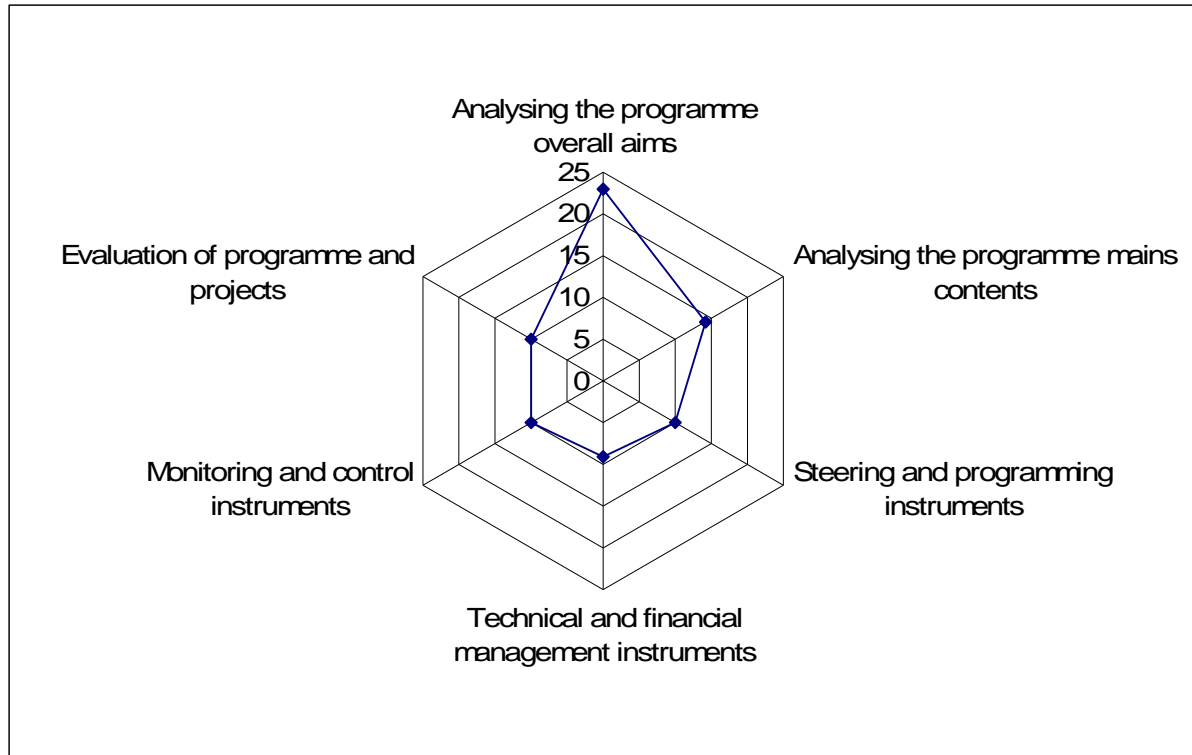 Analysing the programme
overall aims
25
20
15
10
5
0
Analysing the programme mains
contents
Steering and programming
instruments
Technical and financial
management instruments
Monitoring and control
instruments
Evaluation of programme and
projects